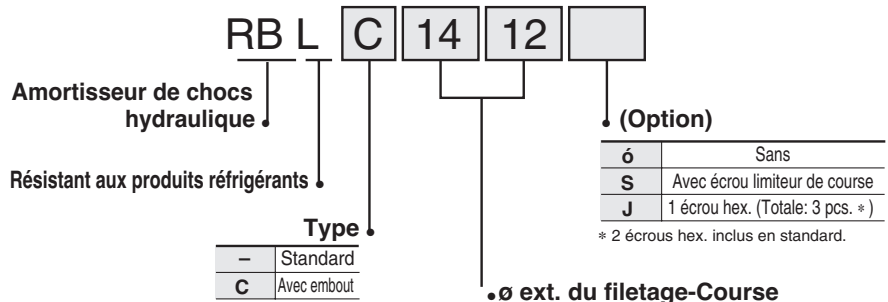 RB L C 14 12
Amortisseur de chocs
hydraulique
(Option)
ó Sans
S Avec écrou limiteur de course
J 1 écrou hex. (Totale: 3 pcs. ∗)
∗ 2 écrous hex. inclus en standard.
Résistant aux produits réfrigérants
Type
– Standard
C Avec embout
ø ext. du filetage-Course